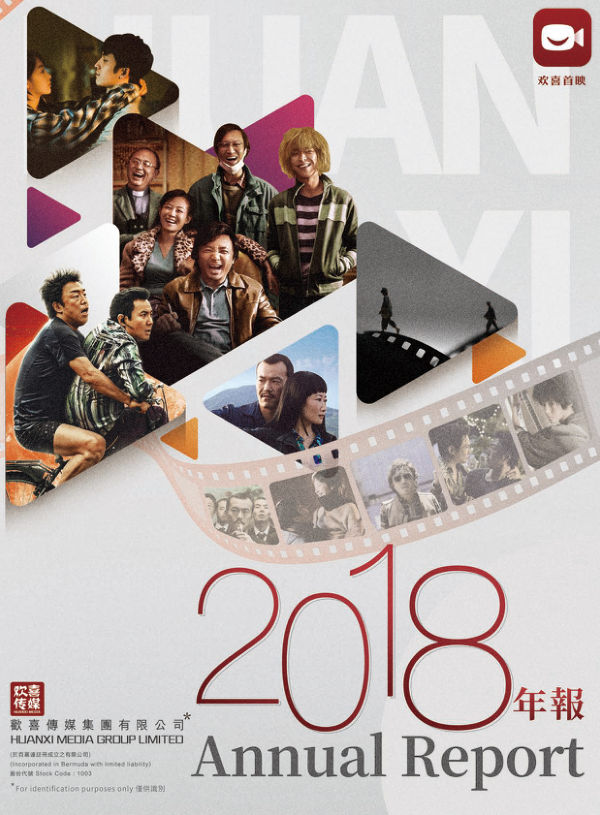 HUAN
XI
欢喜首映
2018
年報
Annual Report
欢喜
传媒
HUANXI MEDIA
歡喜傳媒集團有限公司*
HUANXI MEDIA GROUP LIMITED
(於百慕達註冊成立之有限公司)
(Incorporated in Bermuda with limited liability)
股份代號 Stock Code : 1003
* For identification purposes only 僅供識別